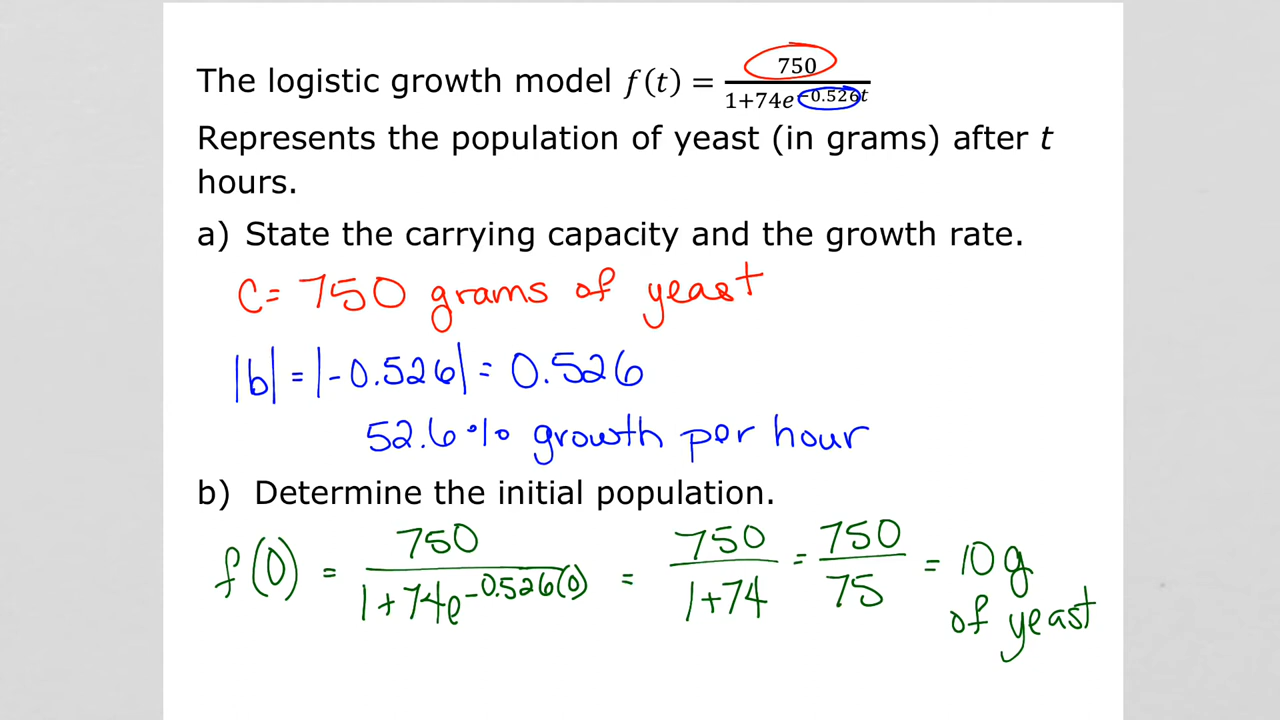 The logistic growth model f(t) = 750/(1+74e^(−0.526t))
Represents the population of yeast (in grams) after t
hours.
a) State the carrying capacity and the growth rate.
C = 750 grams of yeast
|b| = |-0.526| = 0.526
52.6% growth per hour
b) Determine the initial population.
f(0) = 750/(1+74e^(-0.526(0))) = 750/(1+74) = 750/75 = 10g
of yeast